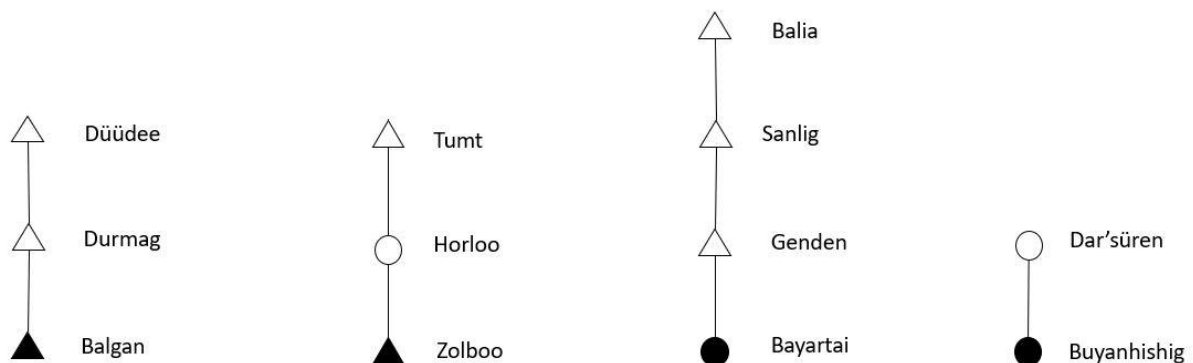 Düüdee
Durmag
Balgan
Tumt
Horloo
Zolboo
Balia
Sanlig
Genden
Bayartai
Dar'süren
Buyanhishig